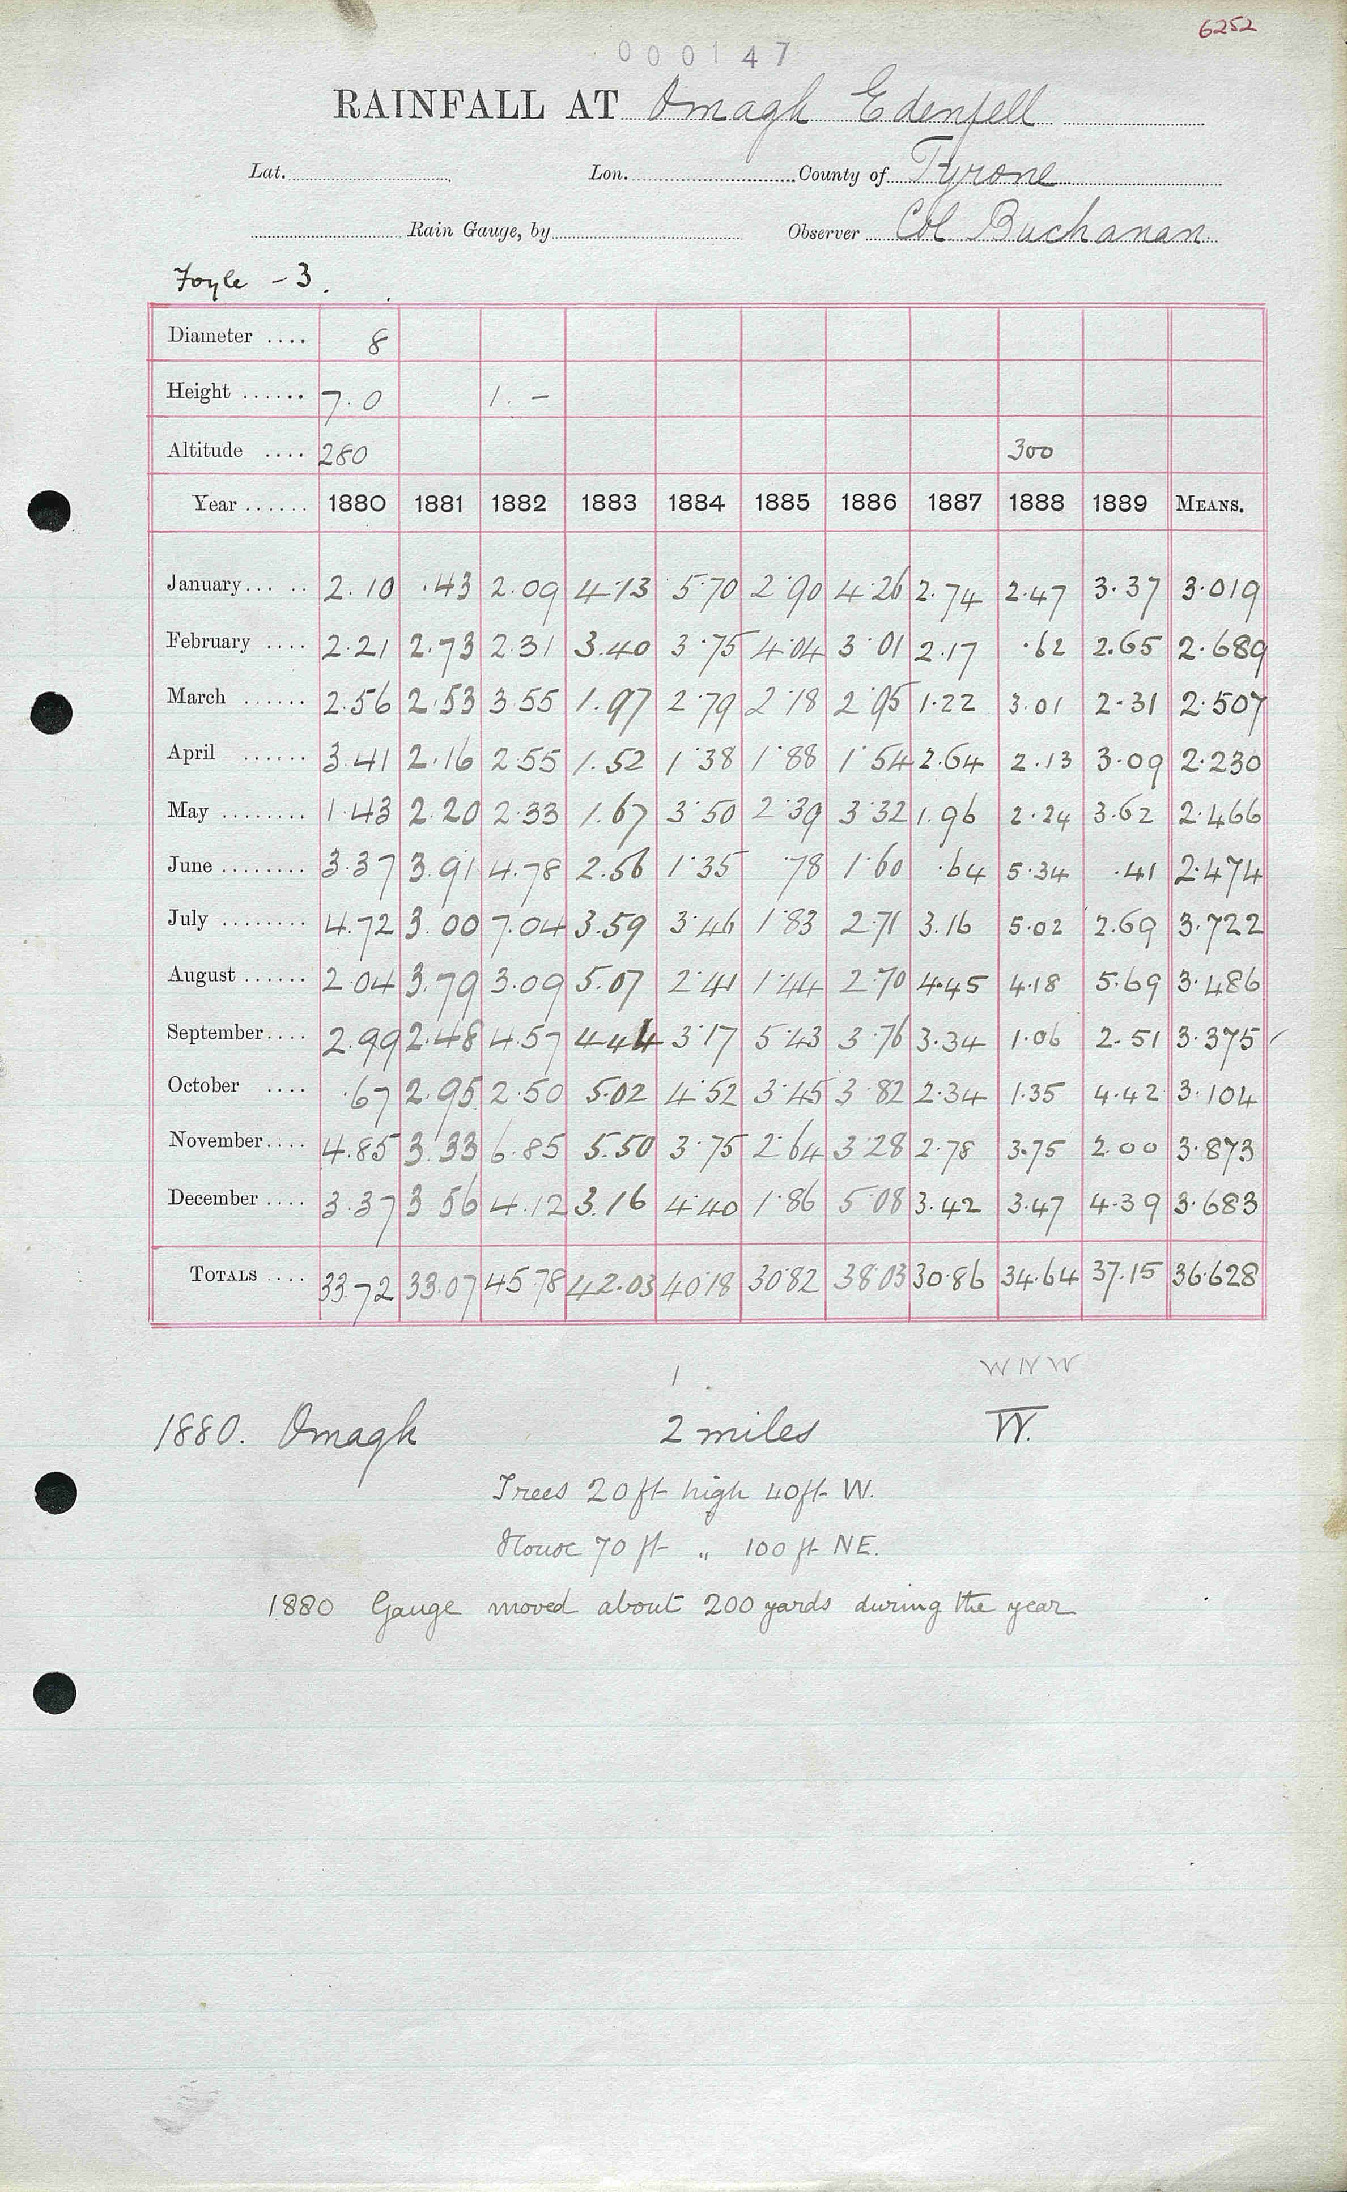 6252
000147
RAINFALL AT Omagh Edenfell
Lat. Lon. County of Tyrone
Rain Gauge, by Observer Col Buchanan
Foyle - 3.
Diameter .... 8
Height ...... 7.0 1. -
Altitude .... 280 300
Year ...... 1880 1881 1882 1883 1884 1885 1886 1887 1888 1889 MEANS.
January ..... 2.10 .43 2.09 4.13 5.70 2.90 4.26 2.74 2.47 3.37 3.019
February .... 2.21 2.73 2.31 3.40 3.75 4.04 3.01 2.17 .62 2.65 2.689
March ...... 2.56 2.53 3.55 1.97 2.79 2.18 2.95 1.22 3.01 2.31 2.507
April ...... 3.41 2.16 2.55 1.52 1.38 1.88 1.54 2.64 2.13 3.09 2.230
May ........ 1.43 2.20 2.33 1.67 3.50 2.39 3.32 1.96 2.24 3.62 2.466
June ........ 3.37 3.91 4.78 2.56 1.35 .78 1.60 .64 5.34 .41 2.474
July ........ 4.72 3.00 7.04 3.59 3.46 1.83 2.71 3.16 5.02 2.69 3.722
August ...... 2.04 3.79 3.09 5.07 2.41 1.44 2.70 4.45 4.18 5.69 3.486
September .... 2.99 2.48 4.57 4.44 3.17 5.43 3.76 3.34 1.06 2.51 3.375
October .... .67 2.95 2.50 5.02 4.52 3.45 3.82 2.34 1.35 4.42 3.104
November .... 4.85 3.33 6.85 5.50 3.75 2.64 3.28 2.78 3.75 2.00 3.873
December .... 3.37 3.56 4.12 3.16 4.40 1.86 5.08 3.42 3.47 4.39 3.683
TOTALS .... 33.72 33.07 45.78 42.03 40.18 30.82 38.03 30.86 34.64 37.15 36.628
1 WNW
1880. Omagh 2 miles W.
Trees 20 ft high 40 ft W.
House 70 ft „ 100 ft NE.
1880 Gauge moved about 200 yards during the year